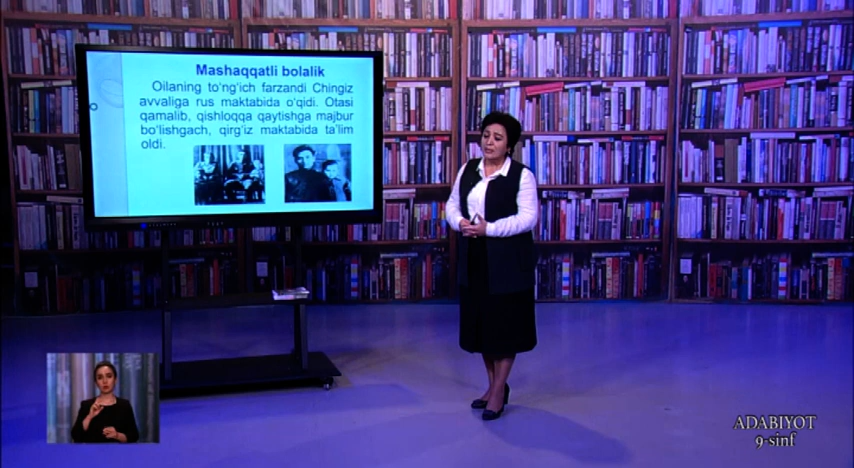 Mashaqqatli bolalik
Oilaning to'ng'ich farzandi Chingiz
avvaliga rus maktabida o'qidi. Otasi
qamalib, qishloqqa qaytishga majbur
bo'lishgach, qirg'iz maktabida ta'lim
oldi.
ADABIYOT
9-sinf